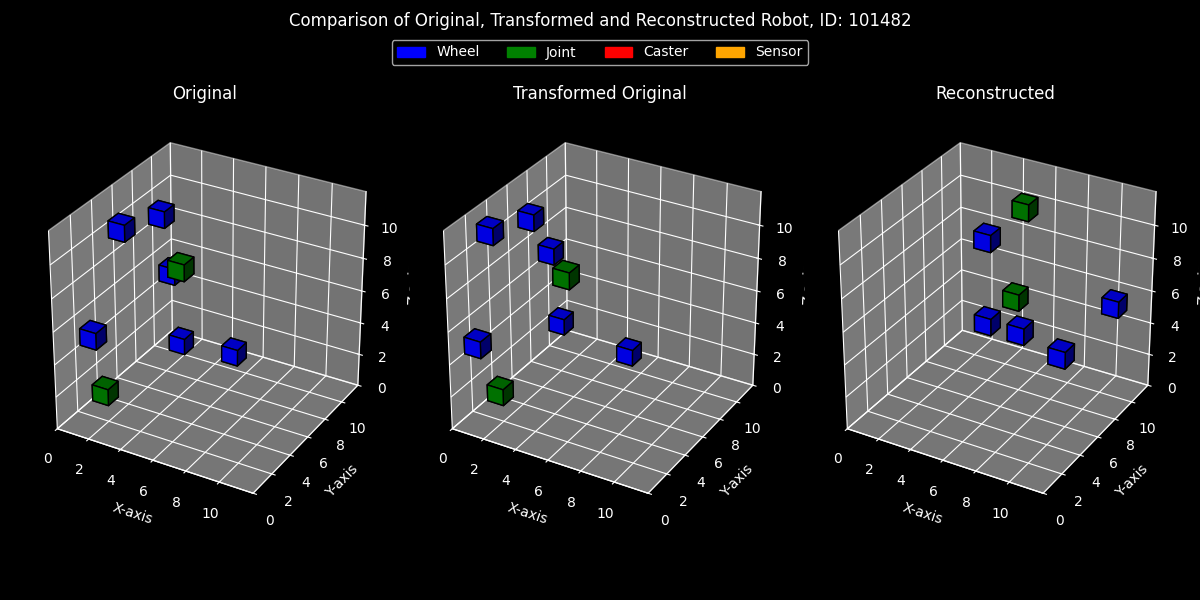 Comparison of Original, Transformed and Reconstructed Robot, ID: 101482
Wheel Joint Caster Sensor
Original Transformed Original Reconstructed
10 10 10
8 8 8
6 6 6
4 4 4
2 2 2
0 0 0
0 2 4 6 8 10 0 2 4 6 8 10 0 2 4 6 8 10
0 2 4 6 8 10 0 2 4 6 8 10 0 2 4 6 8 10
X-axis Y-axis X-axis Y-axis X-axis Y-axis